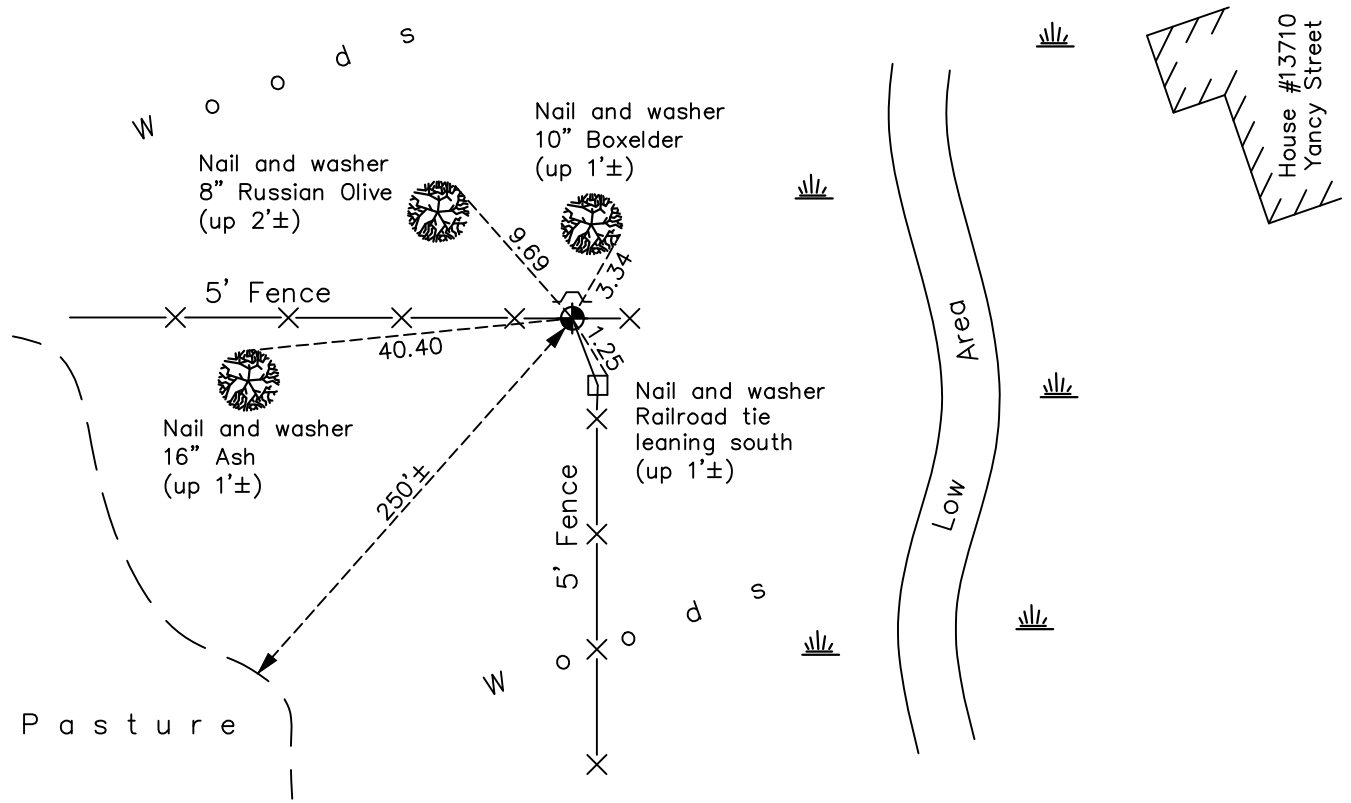 W o o d s
Nail and washer
10” Boxelder
(up 1'±)
House #13710
Yancy Street
Nail and washer
8” Russian Olive
(up 2'±)
9.69
3.34
5' Fence
40.40
1.25
Low Area
Nail and washer
Railroad tie
leaning south
(up 1'±)
Nail and washer
16” Ash
(up 1'±)
250'±
5' Fence
W o o d s
Pasture